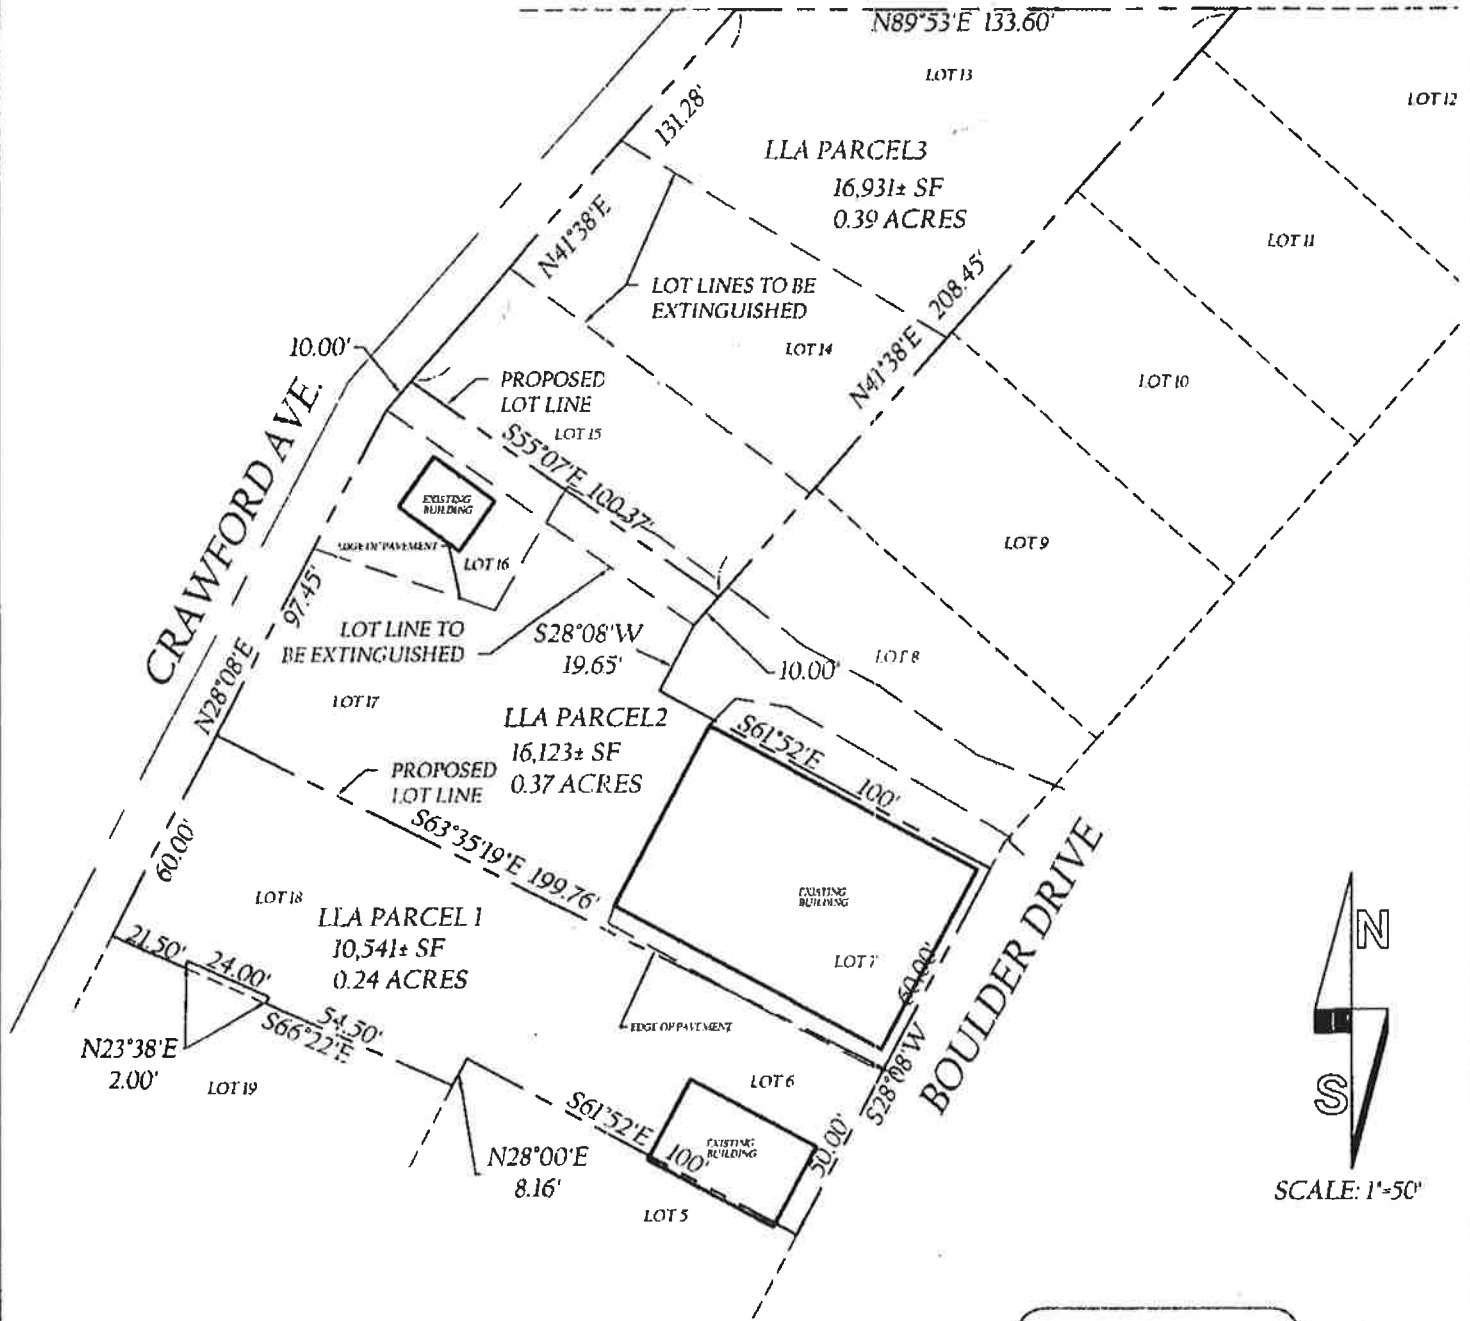 N89°53'E 133.60'
LOT 13
LOT 12
131.28'
LLA PARCEL3
16,931± SF
0.39 ACRES
N41°38'E
LOT 11
LOT LINES TO BE
EXTINGUISHED
208.45'
N41°38'E
LOT 14
10.00'
PROPOSED
LOT LINE
LOT 10
CRAWFORD AVE.
LOT 15
S55°07'E 100.37'
EXISTING
BUILDING
EDGE OF PAVEMENT
LOT 16
LOT 9
97.45'
N28°08'E
LOT LINE TO
BE EXTINGUISHED
S28°08'W
19.65'
10.00'
LOT 8
LOT 17
LLA PARCEL2
16,123± SF
0.37 ACRES
S61°52'E
100'
PROPOSED
LOT LINE
S63°35'19"E 199.76'
60.00'
EXISTING
BUILDING
LOT 18
LLA PARCEL 1
10,541± SF
0.24 ACRES
LOT 7
60.00'
BOULDER DRIVE
N
21.50'
24.00'
54.50'
S66°22'E
EDGE OF PAVEMENT
N23°38'E
2.00'
LOT 19
LOT 6
S28°08'W
S
S61°52'E
100'
EXISTING
BUILDING
50.00'
N28°00'E
8.16'
LOT 5
SCALE: 1"=50'